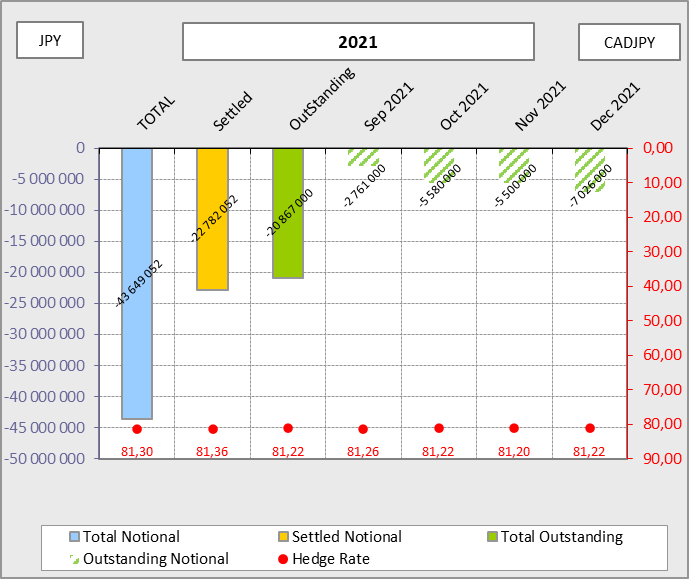 JPY
2021
CADJPY
TOTAL
Settled
OutStanding
Sep 2021
Oct 2021
Nov 2021
Dec 2021
0
-5 000 000
-10 000 000
-15 000 000
-20 000 000
-25 000 000
-30 000 000
-35 000 000
-40 000 000
-45 000 000
-50 000 000
-43 649 052
-22 782 052
-20 867 000
-2 761 000
-5 580 000
-5 500 000
-7 026 000
0,00
10,00
20,00
30,00
40,00
50,00
60,00
70,00
80,00
90,00
81,30
81,36
81,22
81,26
81,22
81,20
81,22
Total Notional
Settled Notional
Total Outstanding
Outstanding Notional
Hedge Rate